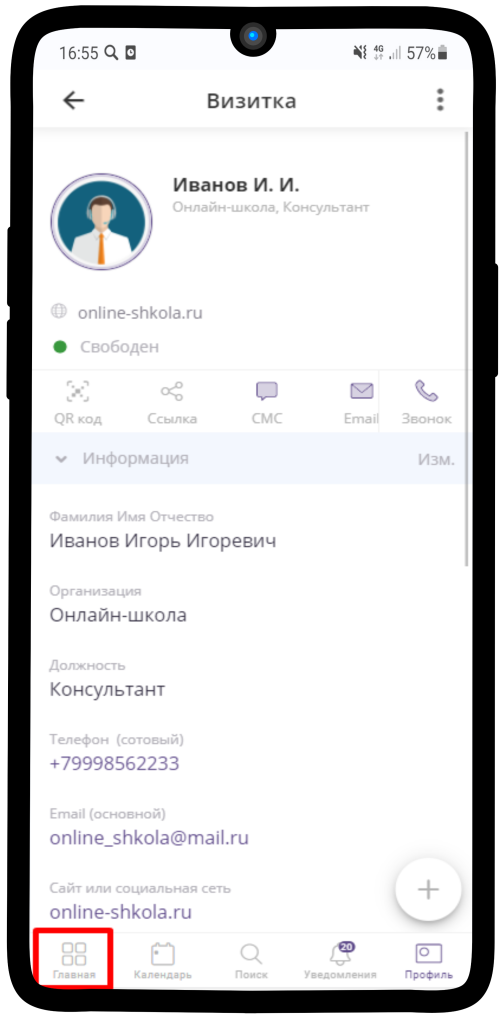 16:55 4G 57%
Визитка
Иванов И. И.
Онлайн-школа, Консультант
online-shkola.ru
Свободен
QR код Ссылка СМС Email Звонок
Информация Изм.
Фамилия Имя Отчество
Иванов Игорь Игоревич
Организация
Онлайн-школа
Должность
Консультант
Телефон (сотовый)
+79998562233
Email (основной)
online_shkola@mail.ru
Сайт или социальная сеть
online-shkola.ru
20
Главная Календарь Поиск Уведомления Профиль